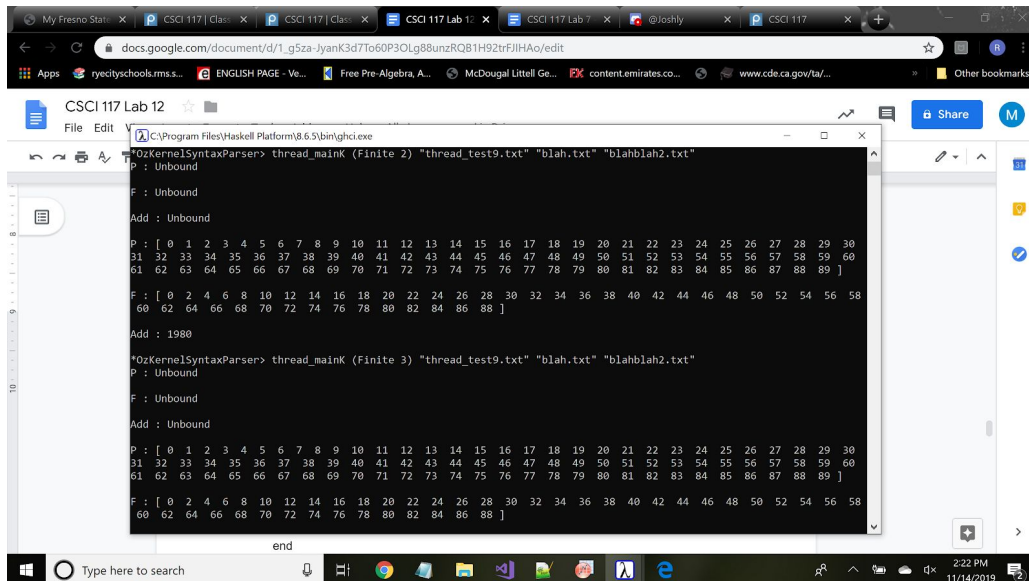 My Fresno State
CSCI 117 | Class
CSCI 117 | Class
CSCI 117 Lab 12
CSCI 117 Lab 7
@Joshly
CSCI 117
docs.google.com/document/d/1_g5za-JyanK3d7To60P3OLg88unzRQB1H92trFJIHAo/edit
Apps
ryecityschools.rms.s...
ENGLISH PAGE - Ve...
Free Pre-Algebra, A...
McDougal Littell Ge...
content.emirates.co...
www.cde.ca.gov/ta/...
Other bookmarks
CSCI 117 Lab 12
File Edit
Share
M
C:\Program Files\Haskell Platform\8.6.5\bin\ghci.exe
*OzKernelSyntaxParser> thread_mainK (Finite 2) "thread_test9.txt" "blah.txt" "blahblah2.txt"
P : Unbound
F : Unbound
Add : Unbound
P : [ 0 1 2 3 4 5 6 7 8 9 10 11 12 13 14 15 16 17 18 19 20 21 22 23 24 25 26 27 28 29 30
31 32 33 34 35 36 37 38 39 40 41 42 43 44 45 46 47 48 49 50 51 52 53 54 55 56 57 58 59 60
61 62 63 64 65 66 67 68 69 70 71 72 73 74 75 76 77 78 79 80 81 82 83 84 85 86 87 88 89 ]
F : [ 0 2 4 6 8 10 12 14 16 18 20 22 24 26 28 30 32 34 36 38 40 42 44 46 48 50 52 54 56 58
60 62 64 66 68 70 72 74 76 78 80 82 84 86 88 ]
Add : 1980
*OzKernelSyntaxParser> thread_mainK (Finite 3) "thread_test9.txt" "blah.txt" "blahblah2.txt"
P : Unbound
F : Unbound
Add : Unbound
P : [ 0 1 2 3 4 5 6 7 8 9 10 11 12 13 14 15 16 17 18 19 20 21 22 23 24 25 26 27 28 29 30
31 32 33 34 35 36 37 38 39 40 41 42 43 44 45 46 47 48 49 50 51 52 53 54 55 56 57 58 59 60
61 62 63 64 65 66 67 68 69 70 71 72 73 74 75 76 77 78 79 80 81 82 83 84 85 86 87 88 89 ]
F : [ 0 2 4 6 8 10 12 14 16 18 20 22 24 26 28 30 32 34 36 38 40 42 44 46 48 50 52 54 56 58
60 62 64 66 68 70 72 74 76 78 80 82 84 86 88 ]
end
Type here to search
2:22 PM
11/14/2019